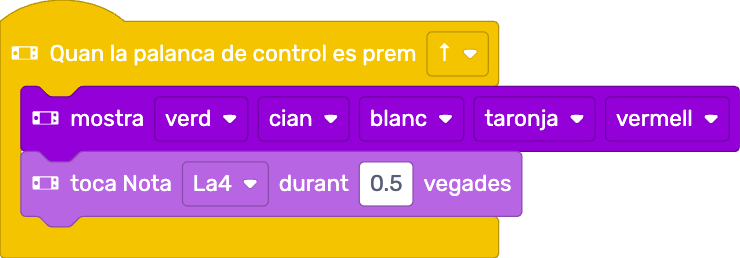 Quan la palanca de control es prem ↑
mostra verd cian blanc taronja vermell
toca Nota La4 durant 0.5 vegades